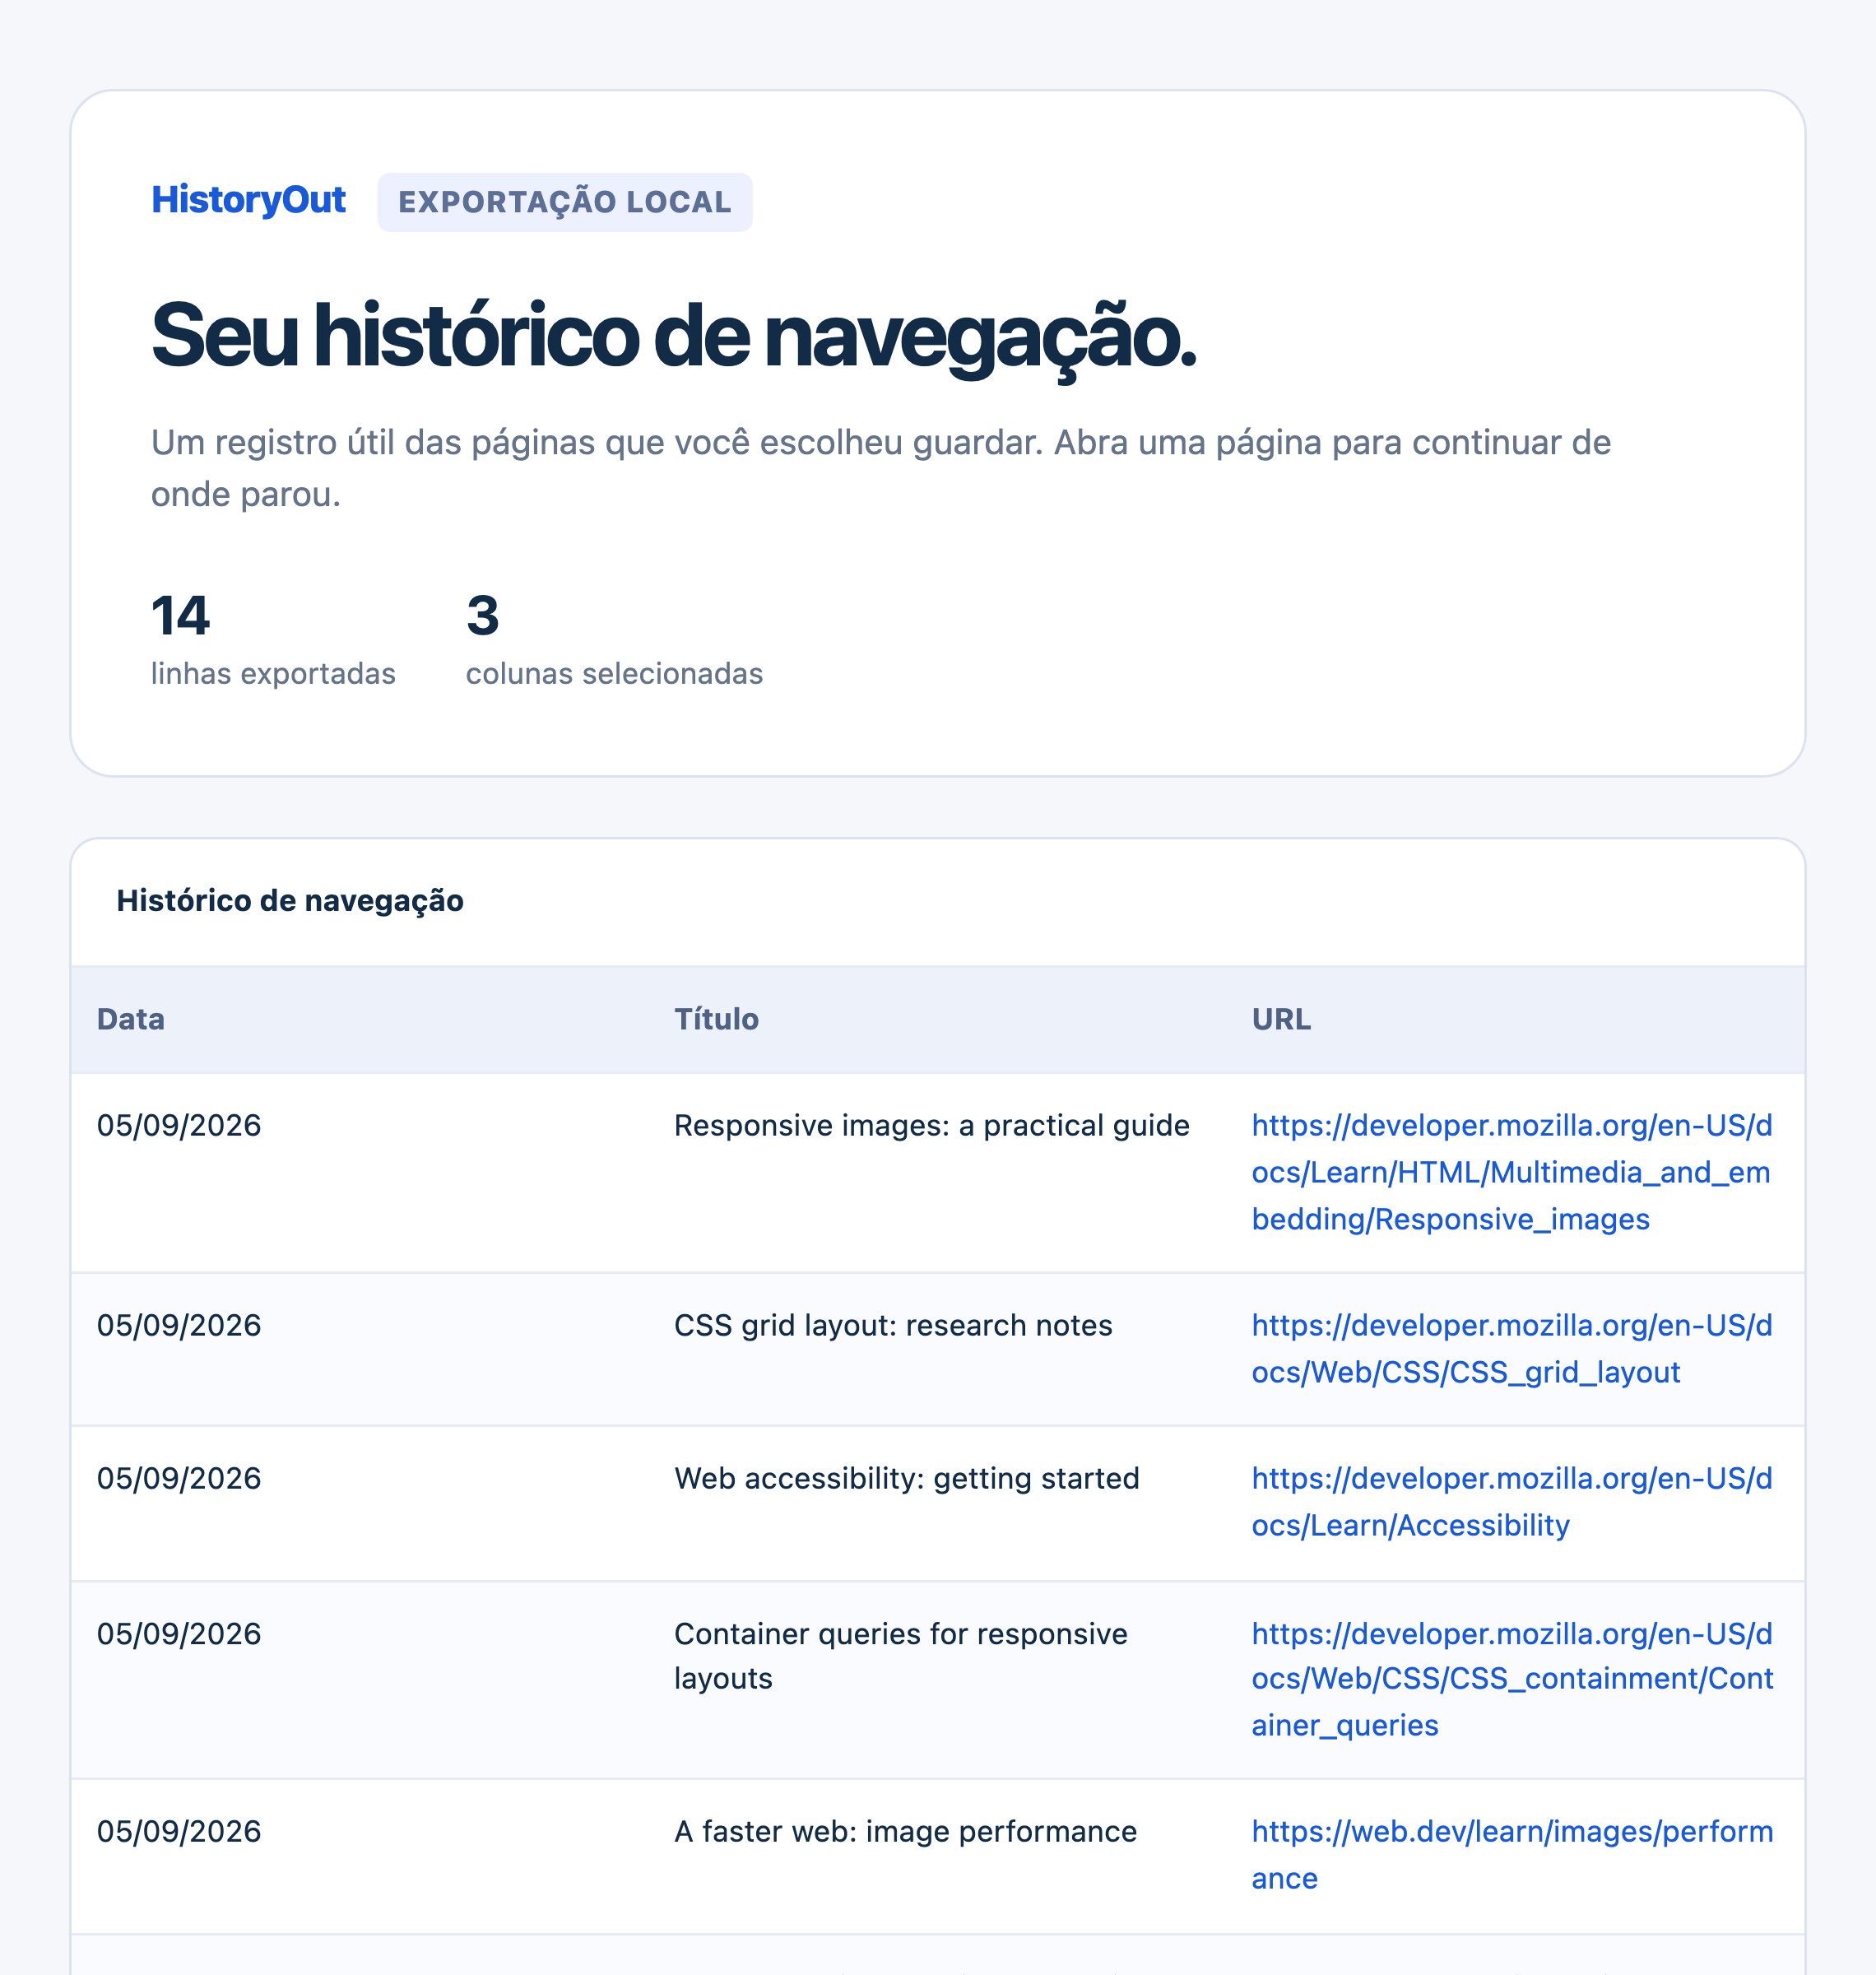 HistoryOut EXPORTAÇÃO LOCAL
Seu histórico de navegação.
Um registro útil das páginas que você escolheu guardar. Abra uma página para continuar de
onde parou.
14 3
linhas exportadas colunas selecionadas
Histórico de navegação
Data Título URL
05/09/2026 Responsive images: a practical guide https://developer.mozilla.org/en-US/d
ocs/Learn/HTML/Multimedia_and_em
bedding/Responsive_images
05/09/2026 CSS grid layout: research notes https://developer.mozilla.org/en-US/d
ocs/Web/CSS/CSS_grid_layout
05/09/2026 Web accessibility: getting started https://developer.mozilla.org/en-US/d
ocs/Learn/Accessibility
05/09/2026 Container queries for responsive https://developer.mozilla.org/en-US/d
layouts ocs/Web/CSS/CSS_containment/Cont
ainer_queries
05/09/2026 A faster web: image performance https://web.dev/learn/images/perform
ance